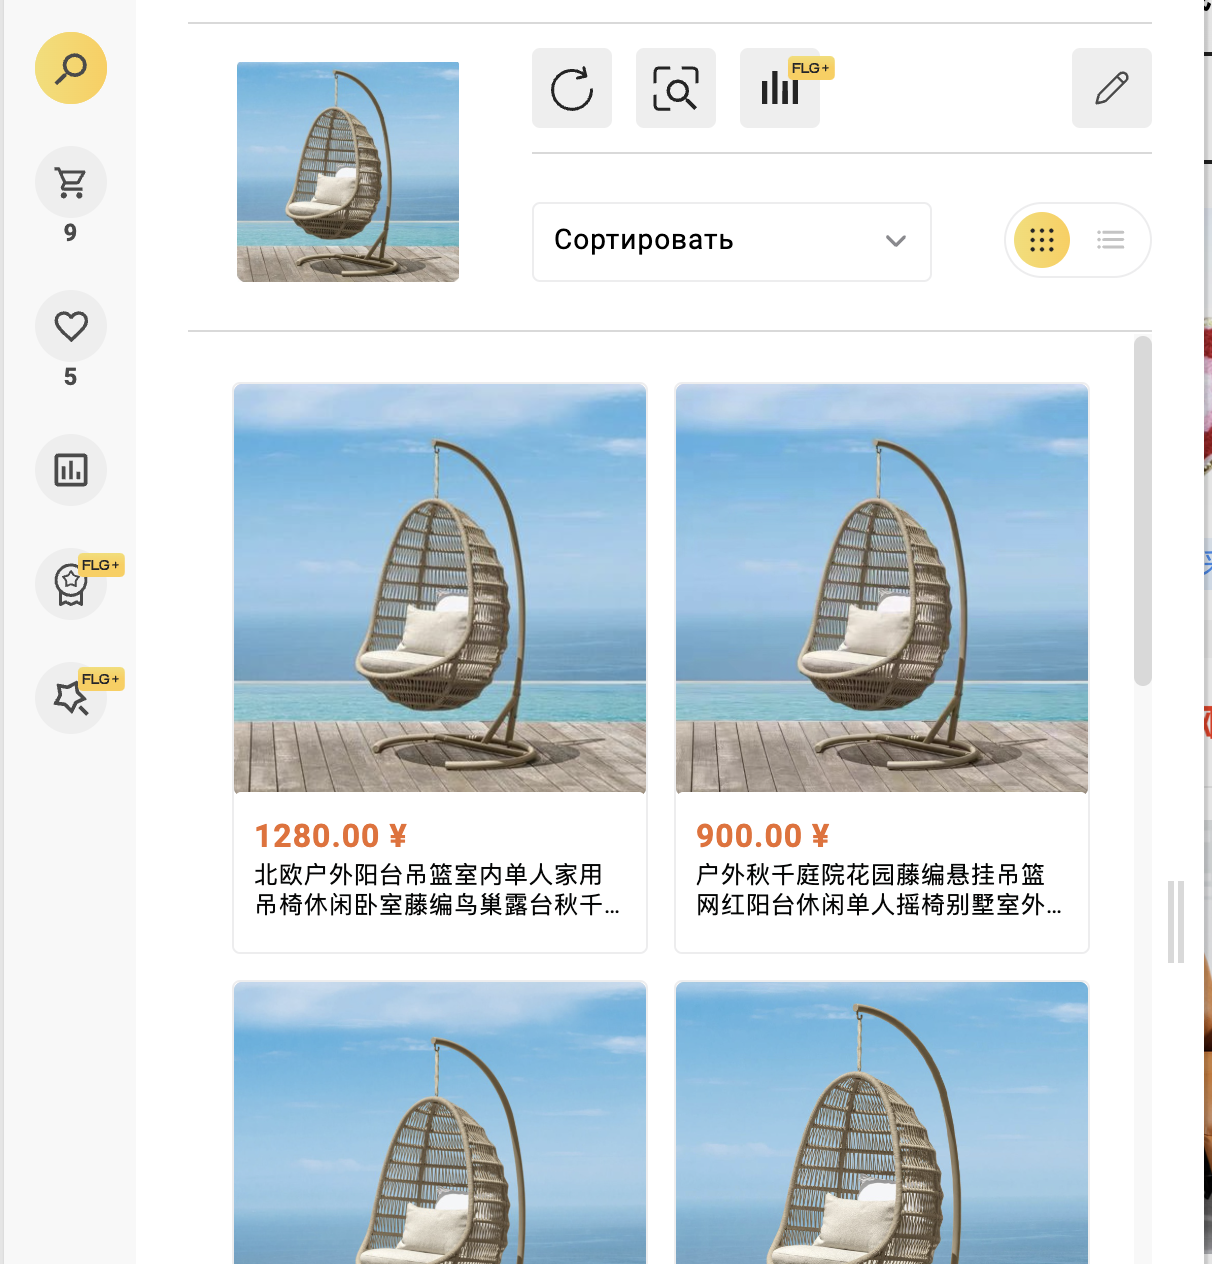 FLG+
Сортировать
9
5
FLG+
FLG+
1280.00 ¥
北欧户外阳台吊篮室内单人家用
吊椅休闲卧室藤编鸟巢露台秋千...
900.00 ¥
户外秋千庭院花园藤编悬挂吊篮
网红阳台休闲单人摇椅别墅室外...